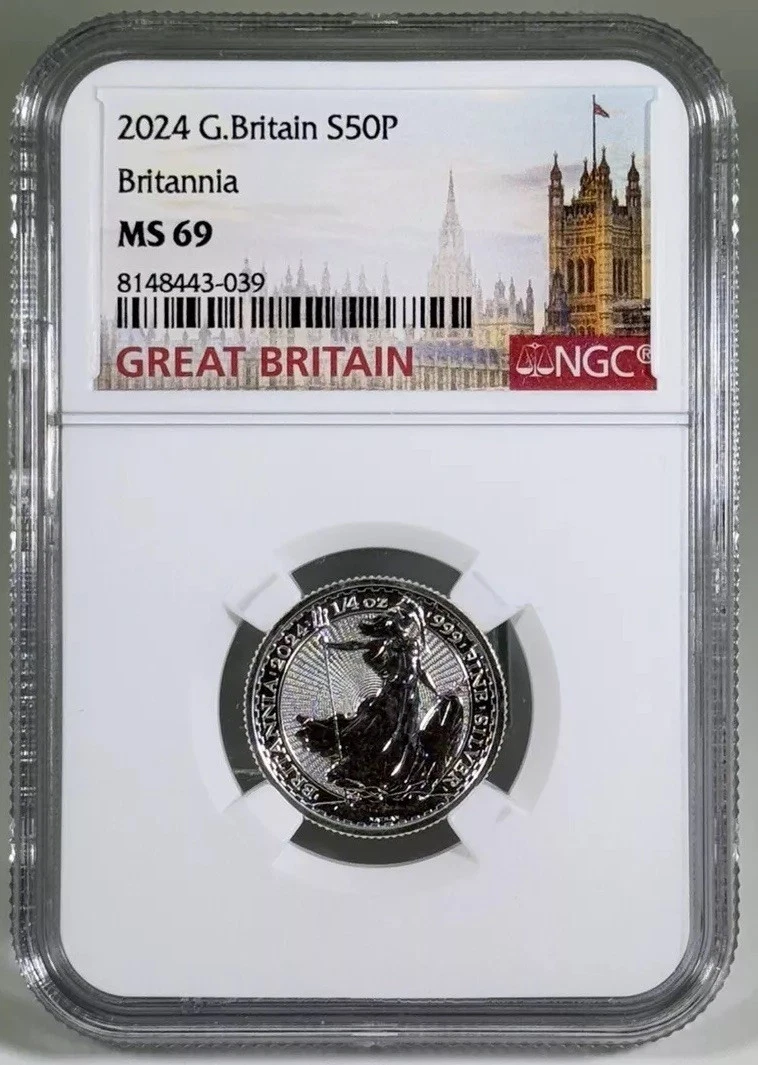 2024 G.Britain S50P
Britannia
MS 69
8148443-039
GREAT BRITAIN
NGC®
BRITANNIA · 2024 · 1/4 oz · 999 FINE · SILVER